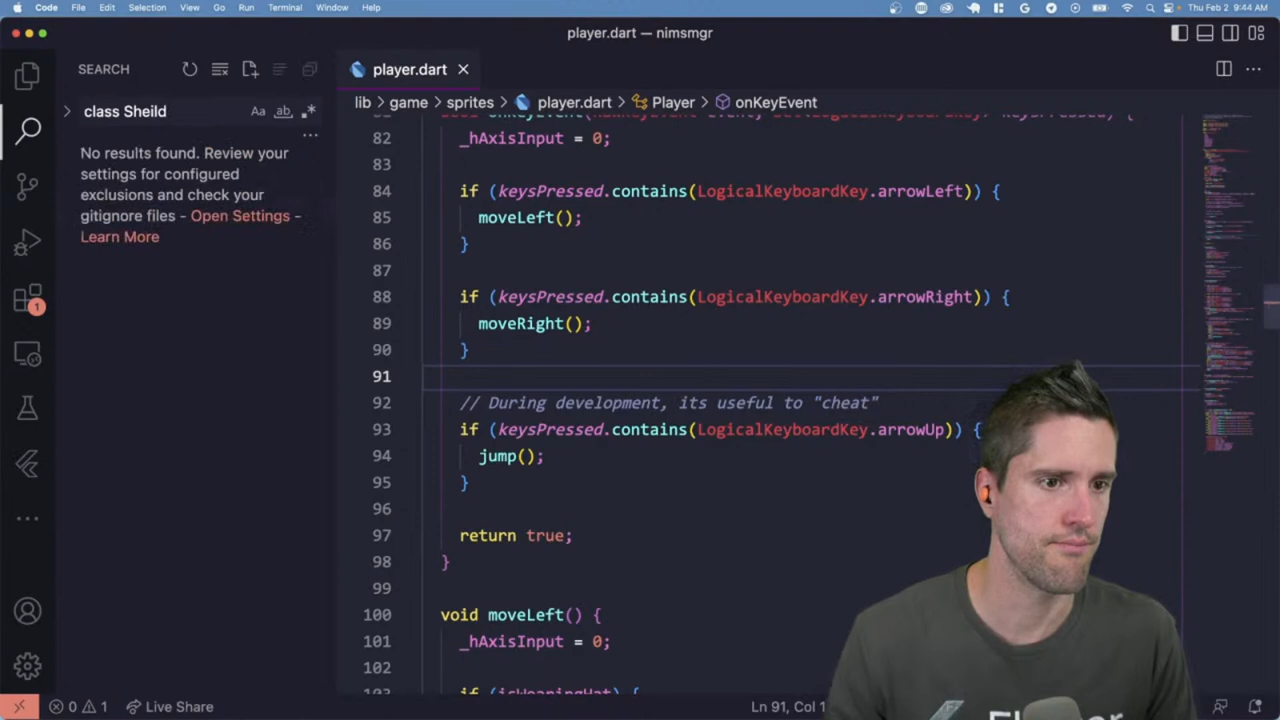 Code File Edit Selection View Go Run Terminal Window Help Thu Feb 2 9:44 AM
player.dart — nimsmgr
SEARCH
player.dart
class Sheild
Aa ab
lib > game > sprites > player.dart > Player > onKeyEvent
No results found. Review your
settings for configured
exclusions and check your
gitignore files - Open Settings -
Learn More
1
82 _hAxisInput = 0;
83
84 if (keysPressed.contains(LogicalKeyboardKey.arrowLeft)) {
85 moveLeft();
86 }
87
88 if (keysPressed.contains(LogicalKeyboardKey.arrowRight)) {
89 moveRight();
90 }
91
92 // During development, its useful to "cheat"
93 if (keysPressed.contains(LogicalKeyboardKey.arrowUp)) {
94 jump();
95 }
96
97 return true;
98 }
99
100 void moveLeft() {
101 _hAxisInput = 0;
102
103 if (isWearingHat) {
0 1 Live Share
Ln 91, Col 1